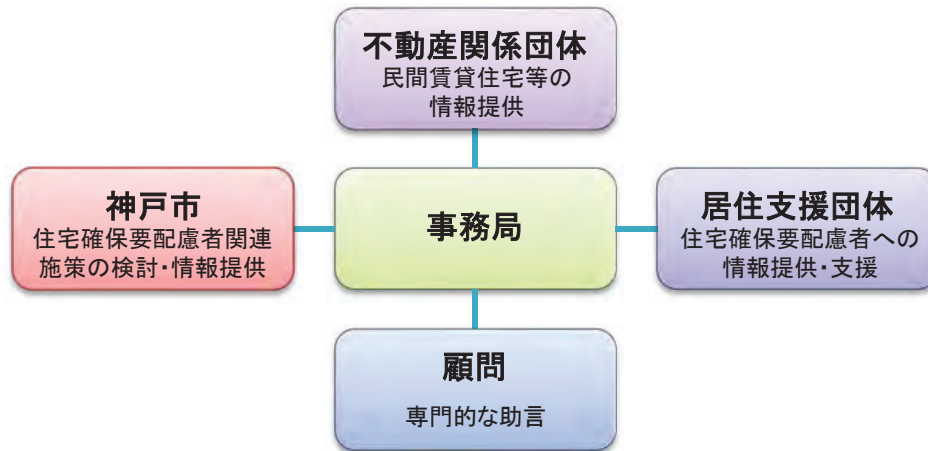 不動産関係団体
民間賃貸住宅等の
情報提供
神戸市
住宅確保要配慮者関連
施策の検討・情報提供
事務局
居住支援団体
住宅確保要配慮者への
情報提供・支援
顧問
専門的な助言